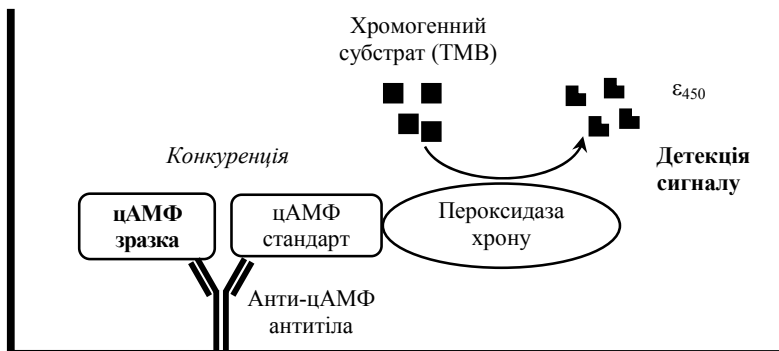 Хромогенний
субстрат (ТМВ)
ε450
Конкуренція
Детекція
сигналу
цАМФ
зразка
цАМФ
стандарт
Пероксидаза
хрону
Анти-цАМФ
антитіла